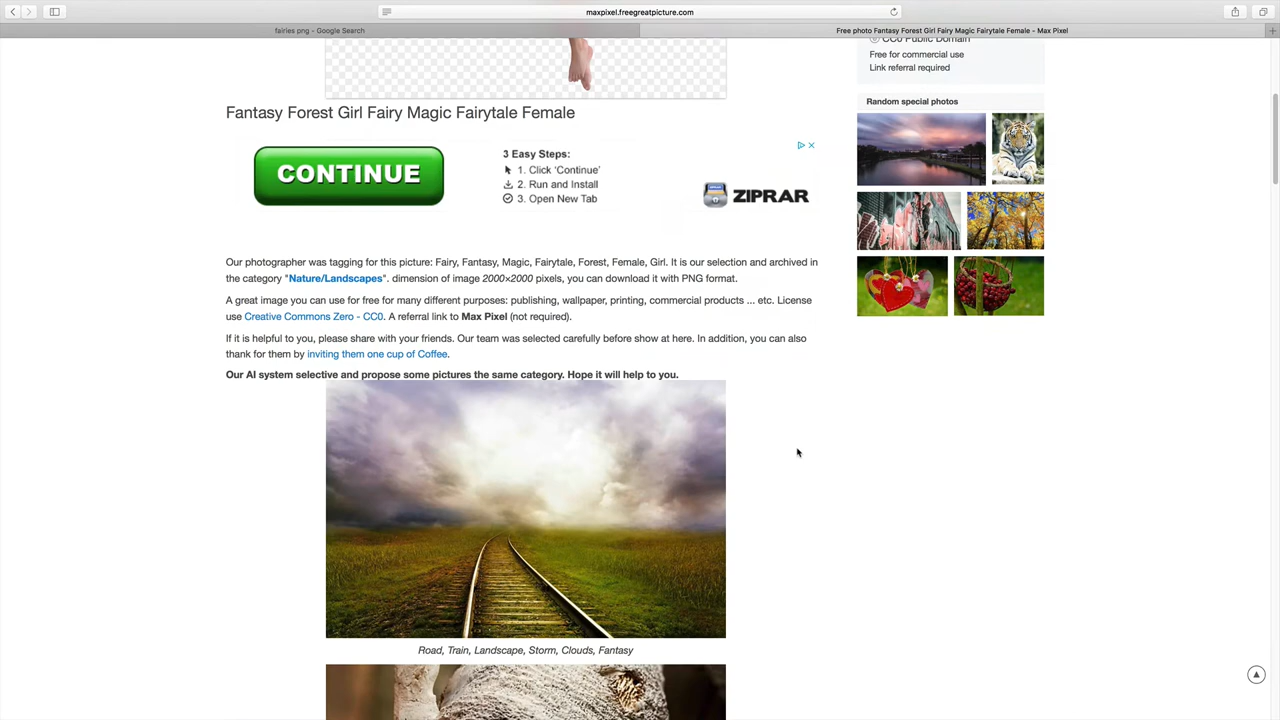 maxpixel.freegreatpicture.com
fairies png - Google Search
Free photo Fantasy Forest Girl Fairy Magic Fairytale Female - Max Pixel
CC0 Public Domain
Free for commercial use
Link referral required
Fantasy Forest Girl Fairy Magic Fairytale Female
CONTINUE
3 Easy Steps:
1. Click 'Continue'
2. Run and Install
3. Open New Tab
ZIPRAR
Random special photos
Our photographer was tagging for this picture: Fairy, Fantasy, Magic, Fairytale, Forest, Female, Girl. It is our selection and archived in
the category "Nature/Landscapes". dimension of image 2000×2000 pixels, you can download it with PNG format.
A great image you can use for free for many different purposes: publishing, wallpaper, printing, commercial products ... etc. License
use Creative Commons Zero - CC0. A referral link to Max Pixel (not required).
If it is helpful to you, please share with your friends. Our team was selected carefully before show at here. In addition, you can also
thank for them by inviting them one cup of Coffee.
Our AI system selective and propose some pictures the same category. Hope it will help to you.
Road, Train, Landscape, Storm, Clouds, Fantasy